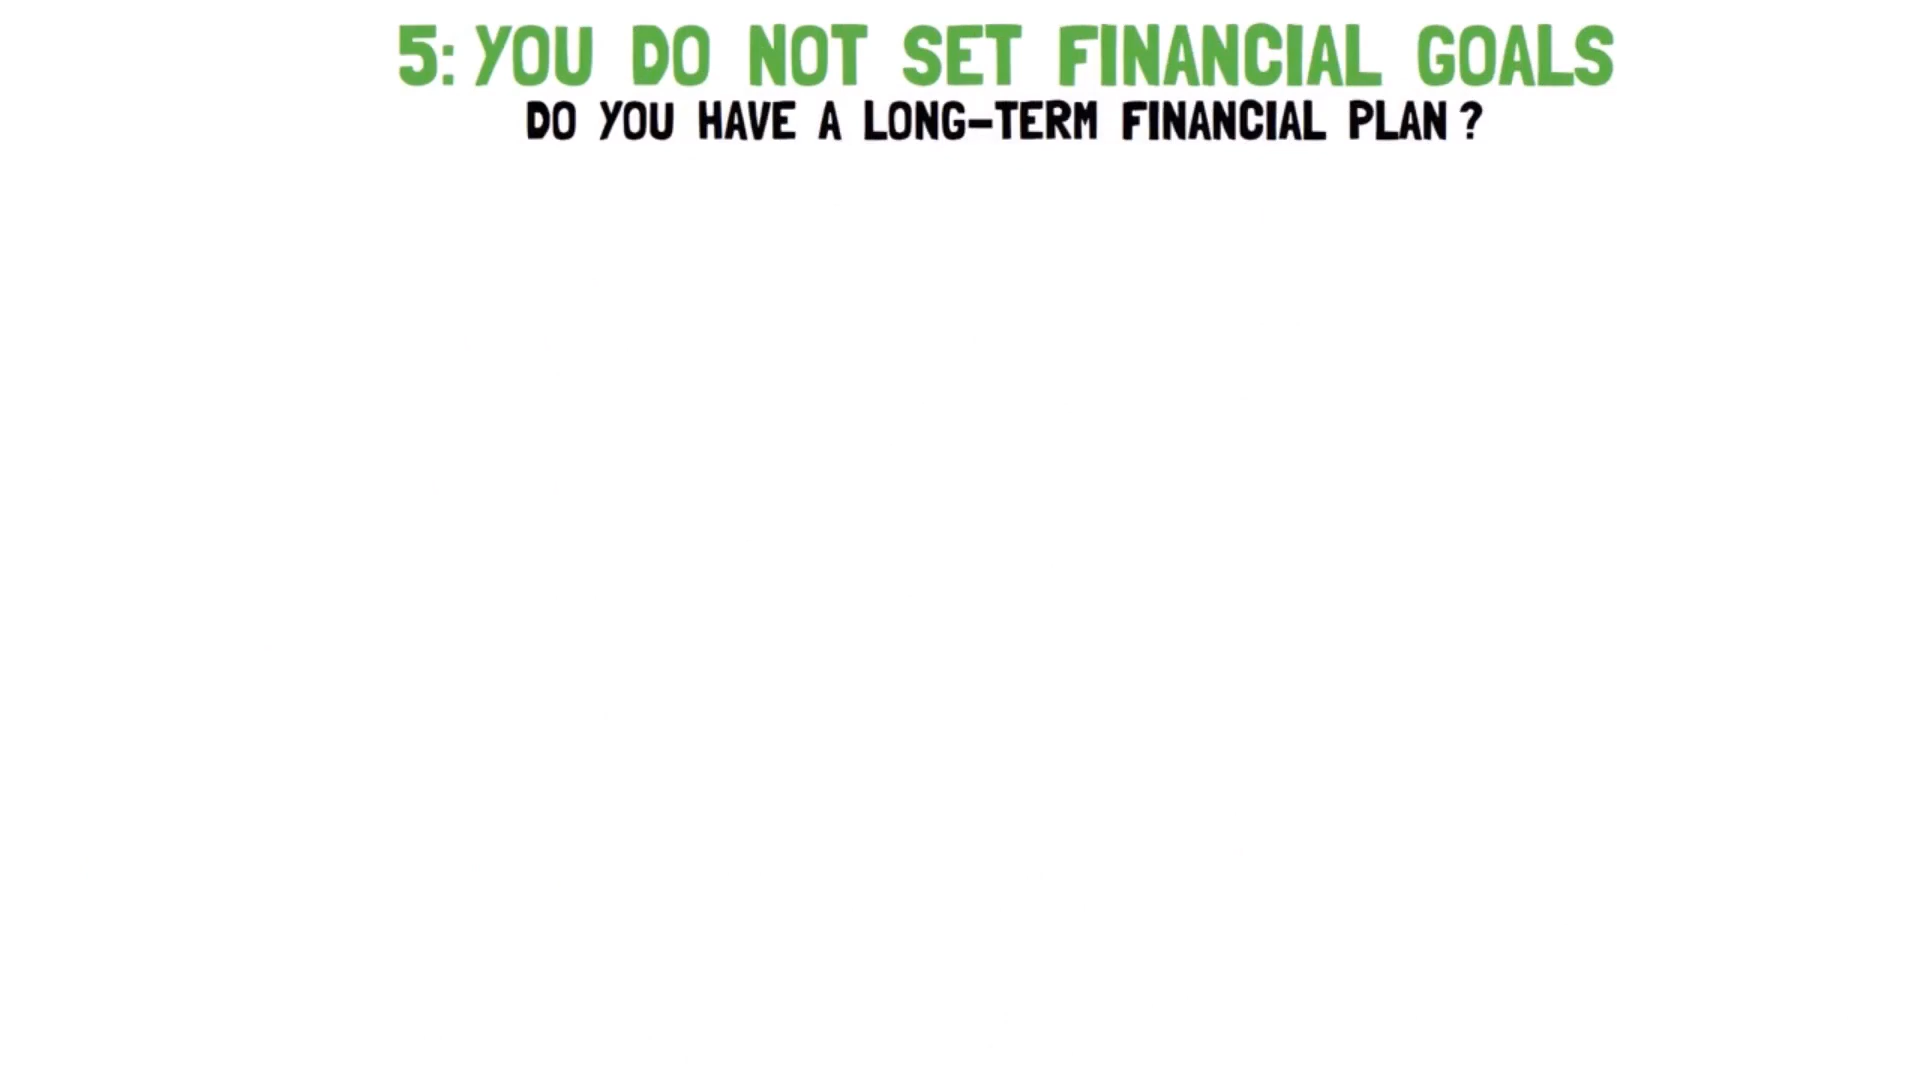 5: YOU DO NOT SET FINANCIAL GOALS
DO YOU HAVE A LONG-TERM FINANCIAL PLAN?